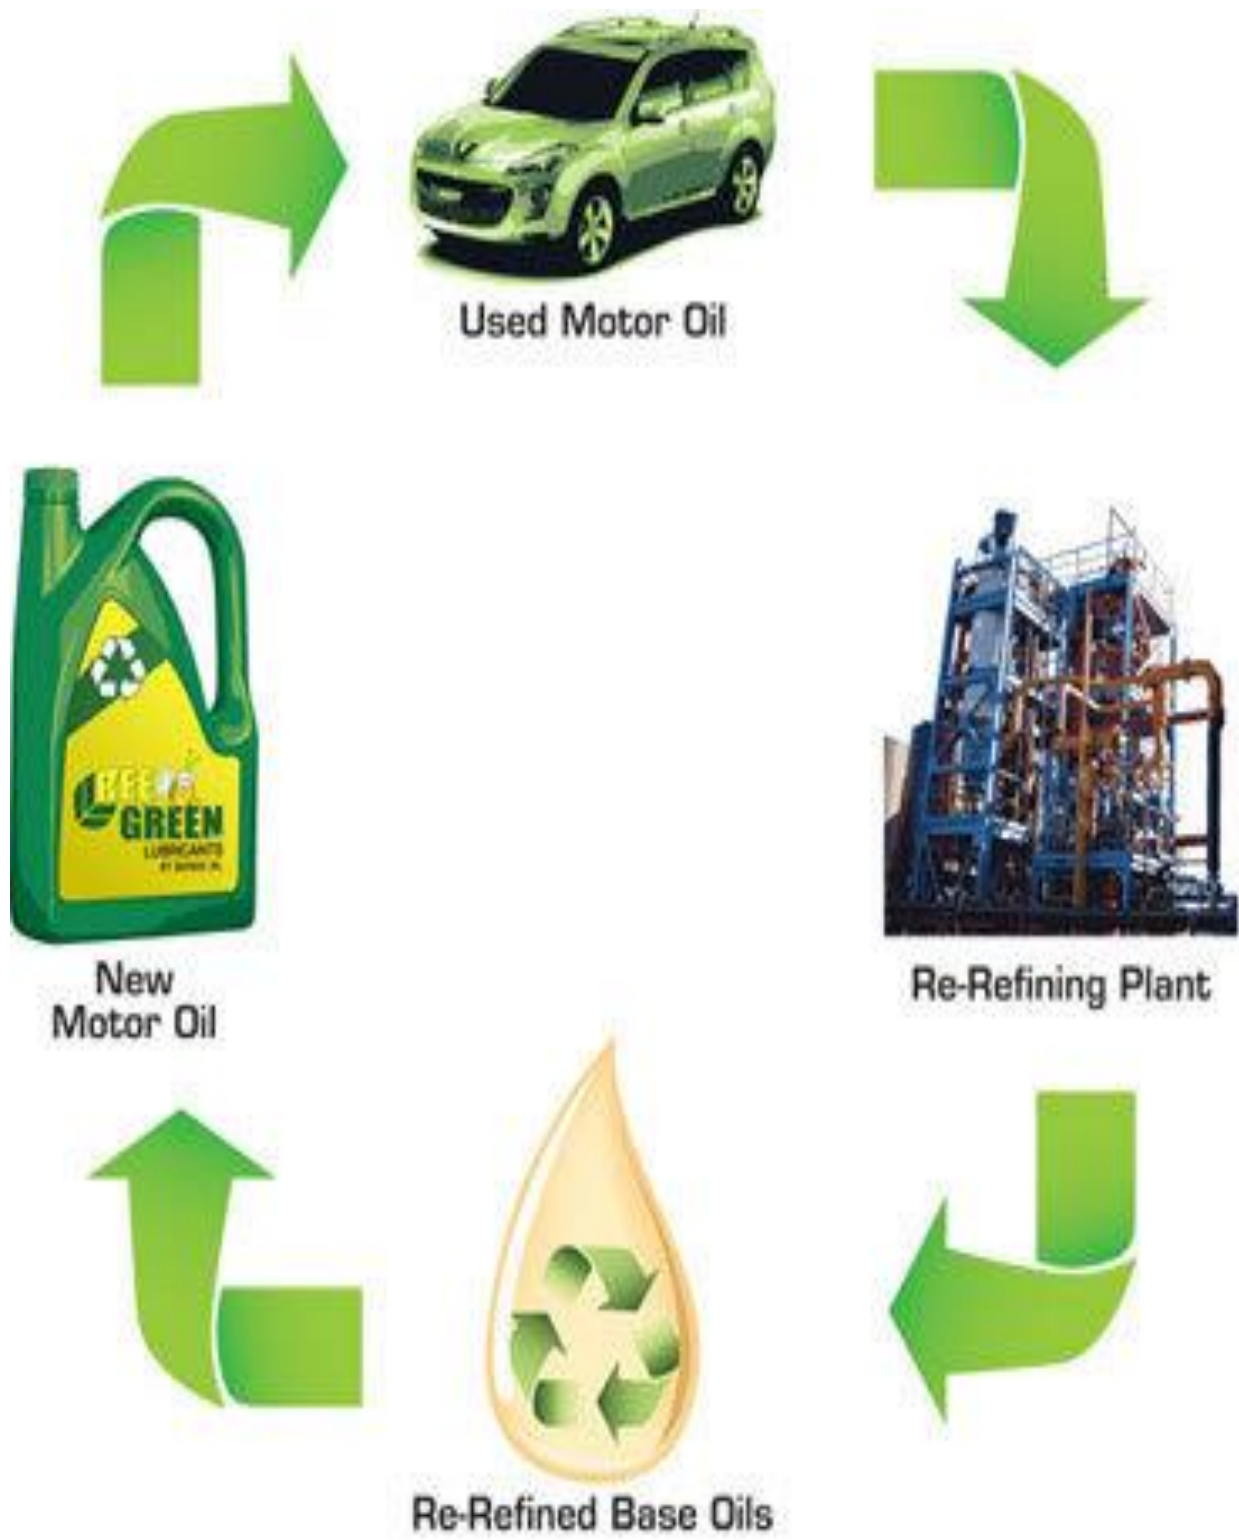 Used Motor Oil
Re-Refining Plant
Re-Refined Base Oils
New
Motor Oil
GREEN
LUBRICANTS